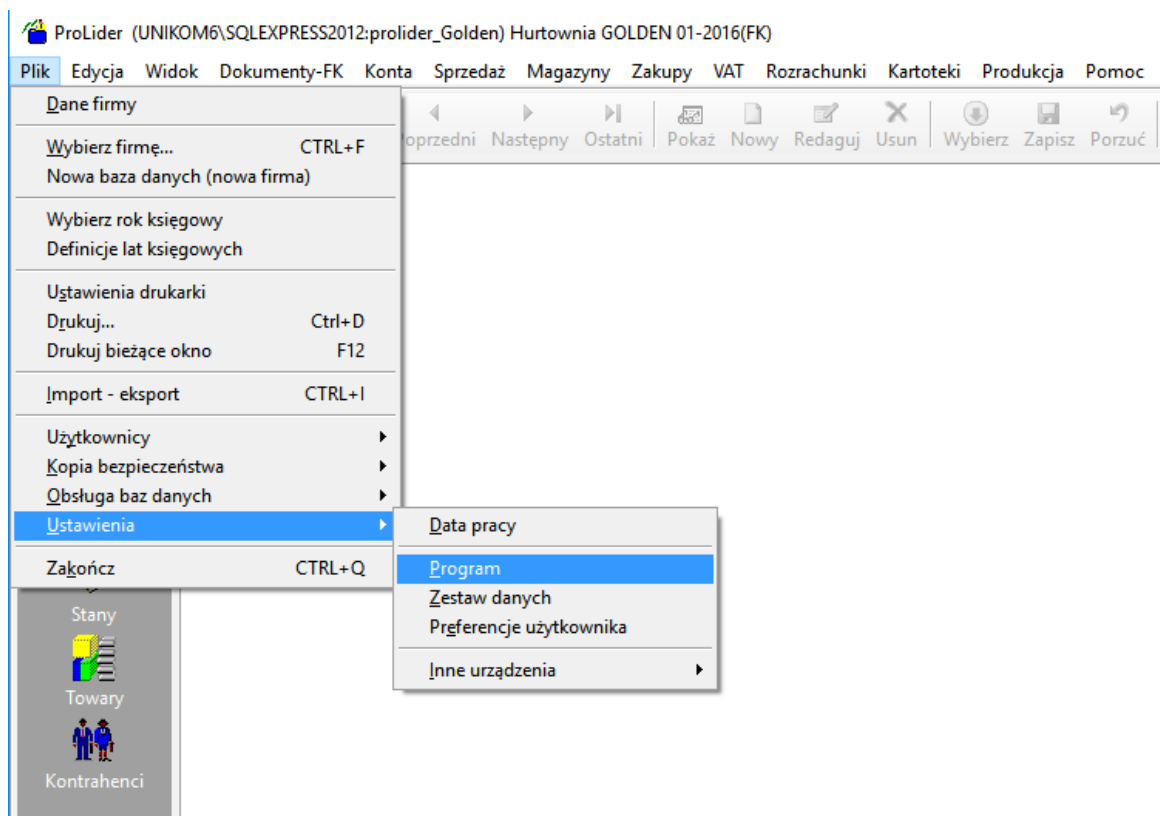 ProLider (UNIKOM6\SQLEXPRESS2012:prolider_Golden) Hurtownia GOLDEN 01-2016(FK)
Plik Edycja Widok Dokumenty-FK Konta Sprzedaż Magazyny Zakupy VAT Rozrachunki Kartoteki Produkcja Pomoc
oprzedni Następny Ostatni Pokaż Nowy Redaguj Usun Wybierz Zapisz Porzuć
Dane firmy
Wybierz firmę... CTRL+F
Nowa baza danych (nowa firma)
Wybierz rok księgowy
Definicje lat księgowych
Ustawienia drukarki
Drukuj... Ctrl+D
Drukuj bieżące okno F12
Import - eksport CTRL+I
Użytkownicy
Kopia bezpieczeństwa
Obsługa baz danych
Ustawienia
Zakończ CTRL+Q
Data pracy
Program
Zestaw danych
Preferencje użytkownika
Inne urządzenia
Stany
Towary
Kontrahenci